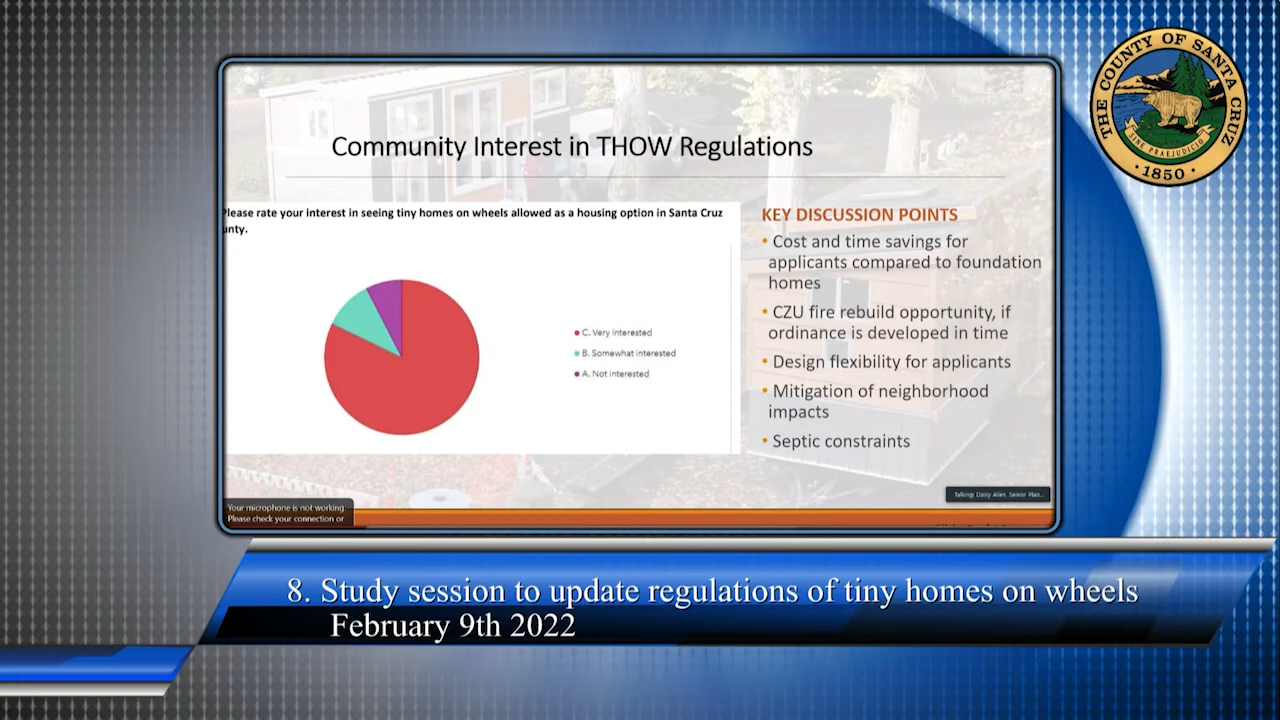 THE COUNTY OF SANTA CRUZ
SINE PRAEJUDICIO
• 1850 •
Community Interest in THOW Regulations
Please rate your interest in seeing tiny homes on wheels allowed as a housing option in Santa Cruz
unty.
C. Very interested
B. Somewhat interested
A. Not interested
KEY DISCUSSION POINTS
• Cost and time savings for
applicants compared to foundation
homes
• CZU fire rebuild opportunity, if
ordinance is developed in time
• Design flexibility for applicants
• Mitigation of neighborhood
impacts
• Septic constraints
Talking: Daisy Allen, Senior Plan...
Your microphone is not working.
Please check your connection or
8. Study session to update regulations of tiny homes on wheels
February 9th 2022